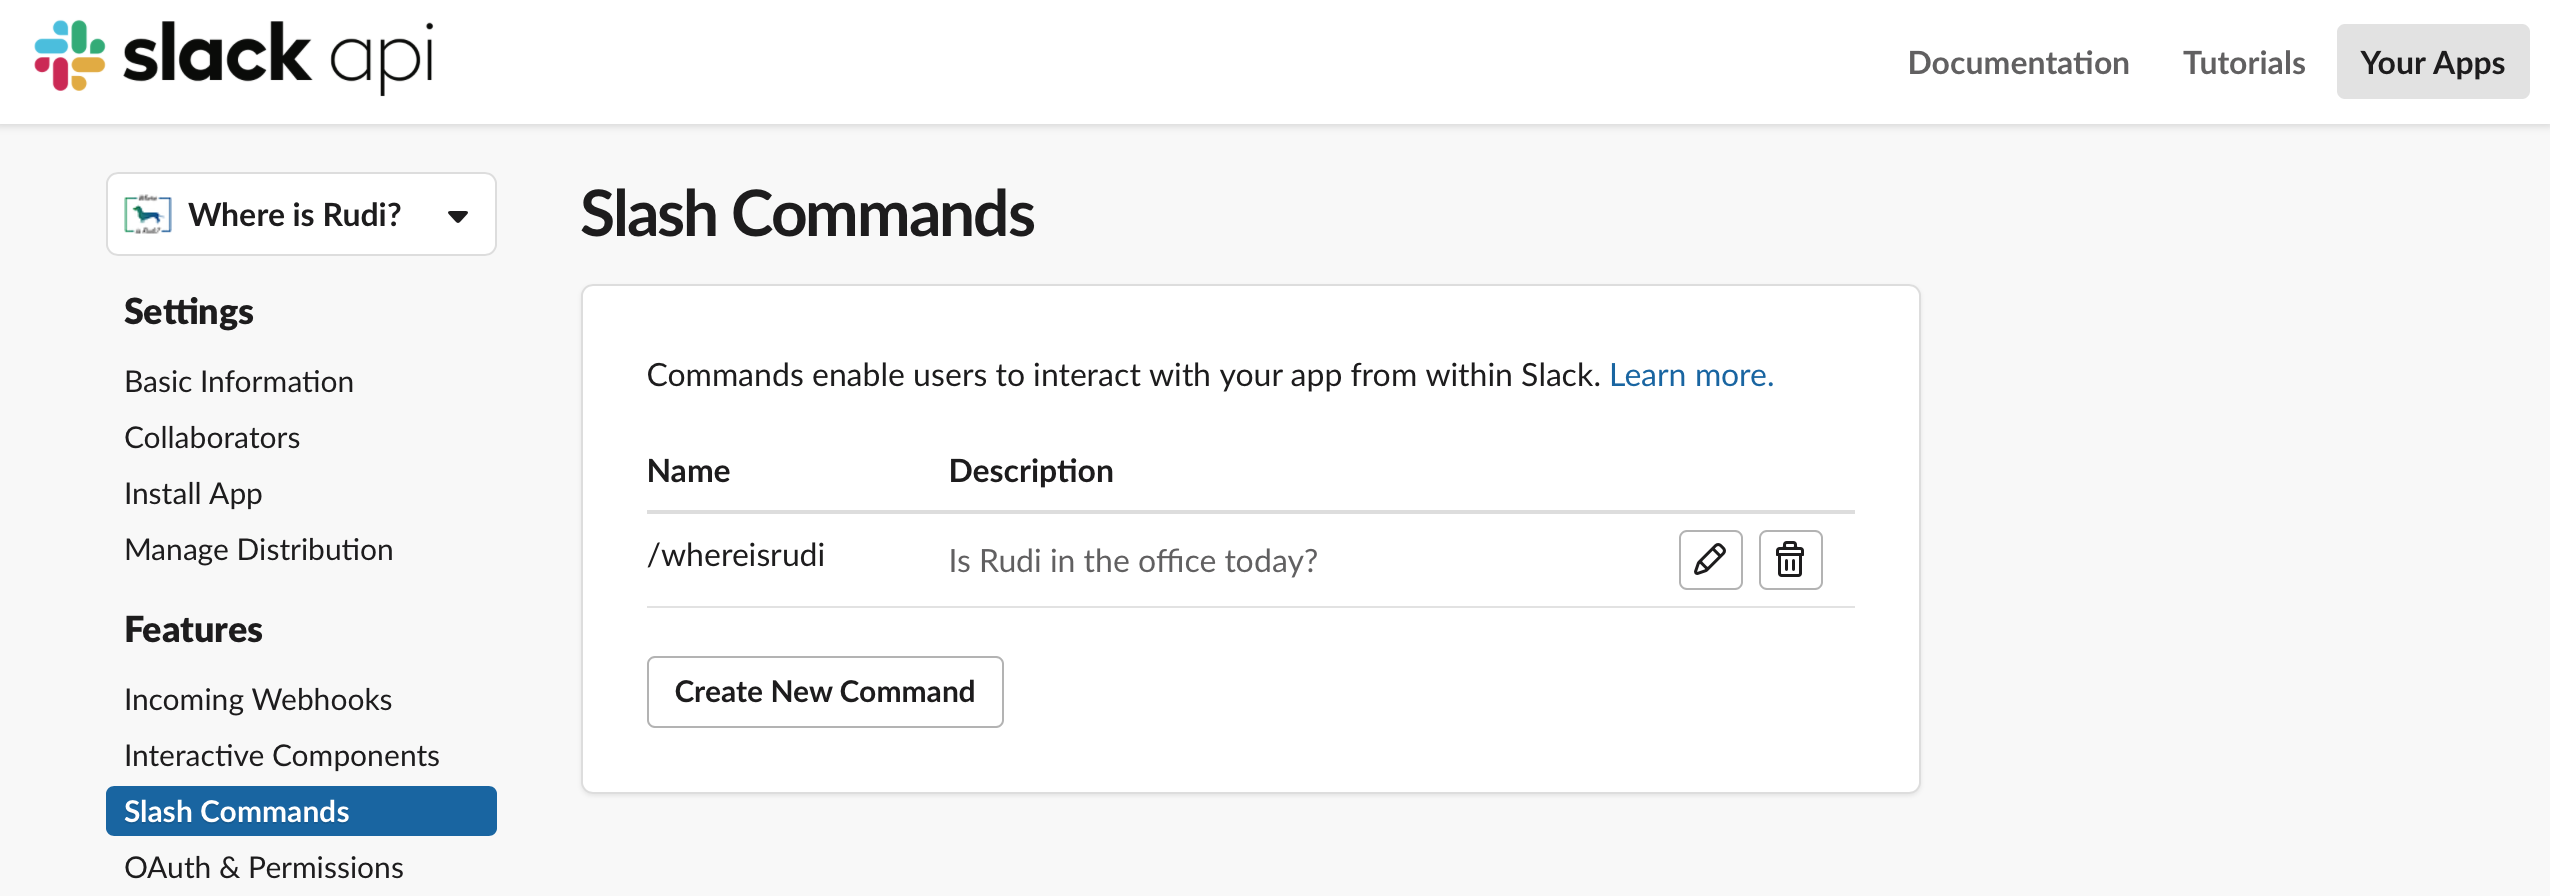 slack api
Documentation
Tutorials
Your Apps
Where is Rudi?
Settings
Basic Information
Collaborators
Install App
Manage Distribution
Features
Incoming Webhooks
Interactive Components
Slash Commands
OAuth & Permissions
Slash Commands
Commands enable users to interact with your app from within Slack. Learn more.
Name Description
/whereisrudi Is Rudi in the office today?
Create New Command